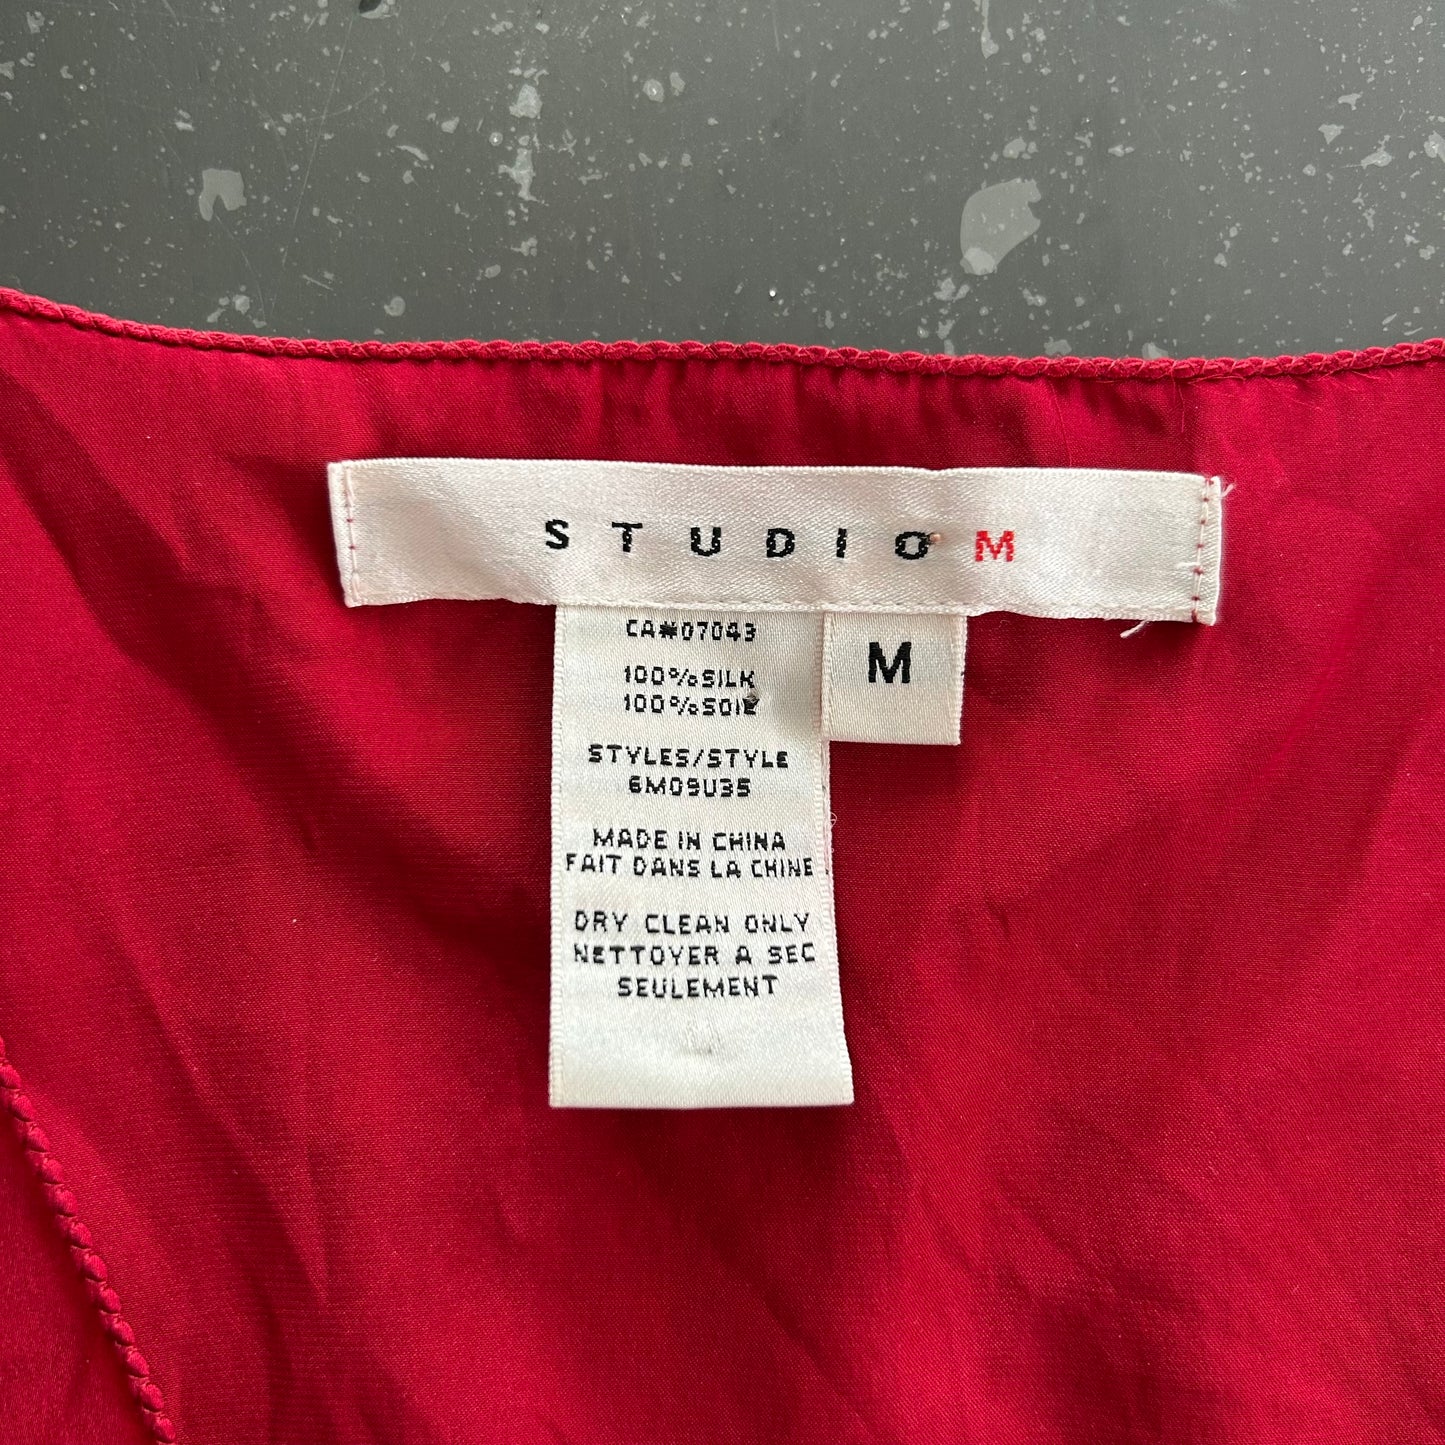 STUDIO M
CA#07043
M
100%SILK
100%SOIE
STYLES/STYLE
6M09U35
MADE IN CHINA
FAIT DANS LA CHINE
DRY CLEAN ONLY
NETTOYER A SEC
SEULEMENT